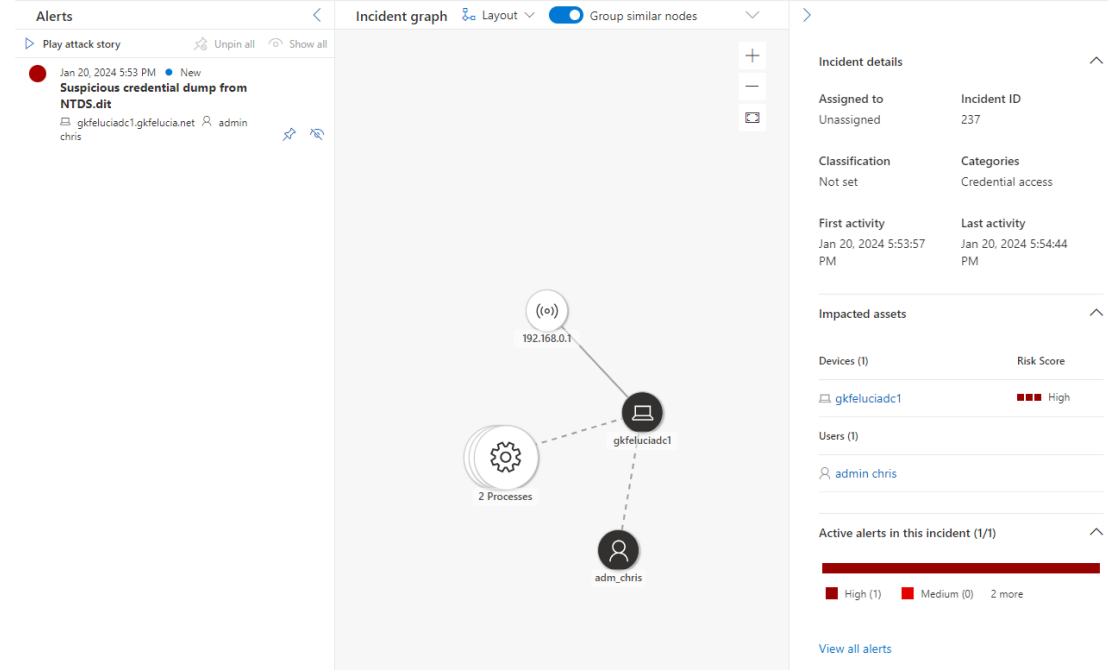 Alerts
Play attack story
Unpin all
Show all
Jan 20, 2024 5:53 PM
New
Suspicious credential dump from
NTDS.dit
gkfeluciadc1.gkfelucia.net
admin
chris
Incident graph
Layout
Group similar nodes
192.168.0.1
gkfeluciadc1
2 Processes
adm_chris
Incident details
Assigned to
Incident ID
Unassigned
237
Classification
Categories
Not set
Credential access
First activity
Last activity
Jan 20, 2024 5:53:57
PM
Jan 20, 2024 5:54:44
PM
Impacted assets
Devices (1)
Risk Score
gkfeluciadc1
High
Users (1)
admin chris
Active alerts in this incident (1/1)
High (1)
Medium (0)
2 more
View all alerts